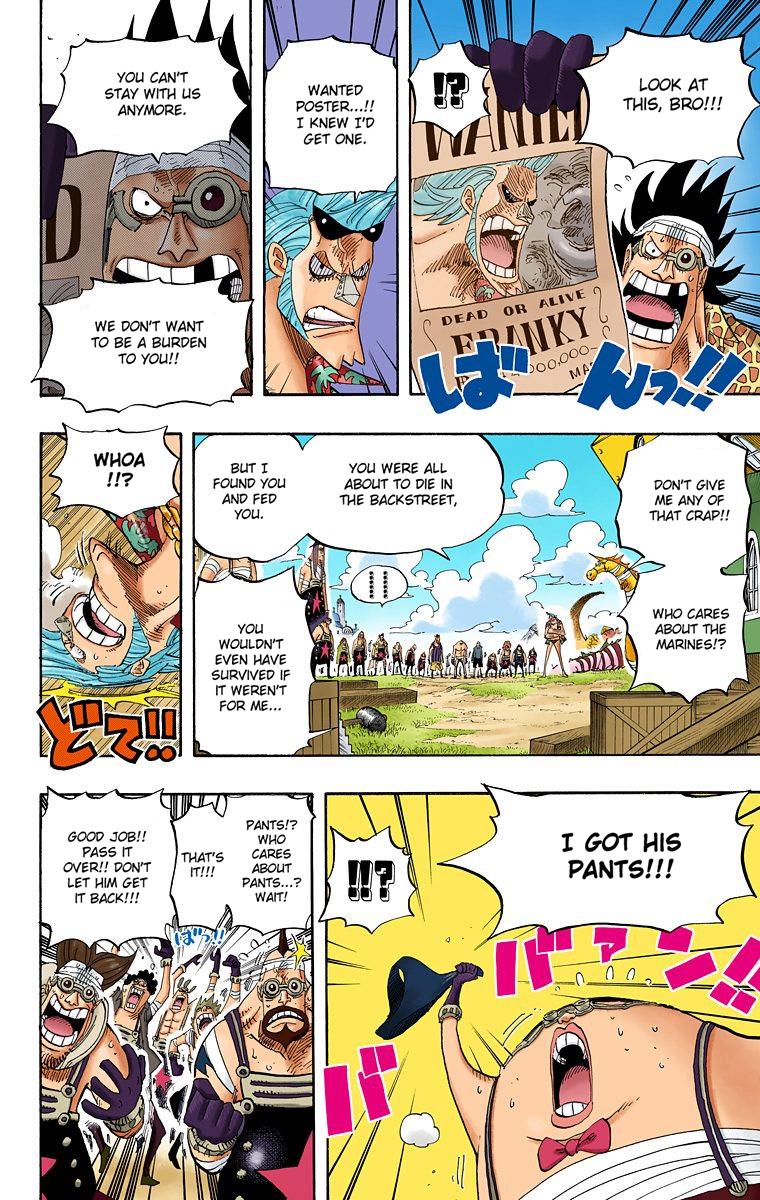 LOOK AT
THIS, BRO!!!
!?
WANTED
DEAD OR ALIVE
FRANKY
MA
ばんっ!!
WANTED
POSTER...!!
I KNEW I'D
GET ONE.
YOU CAN'T
STAY WITH US
ANYMORE.
D
WE DON'T WANT
TO BE A BURDEN
TO YOU!!
DON'T GIVE
ME ANY OF
THAT CRAP!!
WHO CARES
ABOUT THE
MARINES!?
YOU WERE ALL
ABOUT TO DIE IN
THE BACKSTREET,
BUT I
FOUND YOU
AND FED
YOU.
YOU
WOULDN'T
EVEN HAVE
SURVIVED IF
IT WEREN'T
FOR ME...
WHOA
!!?
どて!!
I GOT HIS
PANTS!!!
!!?
ババァン!!
PANTS!?
WHO
CARES
ABOUT
PANTS...?
WAIT!
THAT'S
IT!!!
GOOD JOB!!
PASS IT
OVER!! DON'T
LET HIM GET
IT BACK!!!
ばっ!!